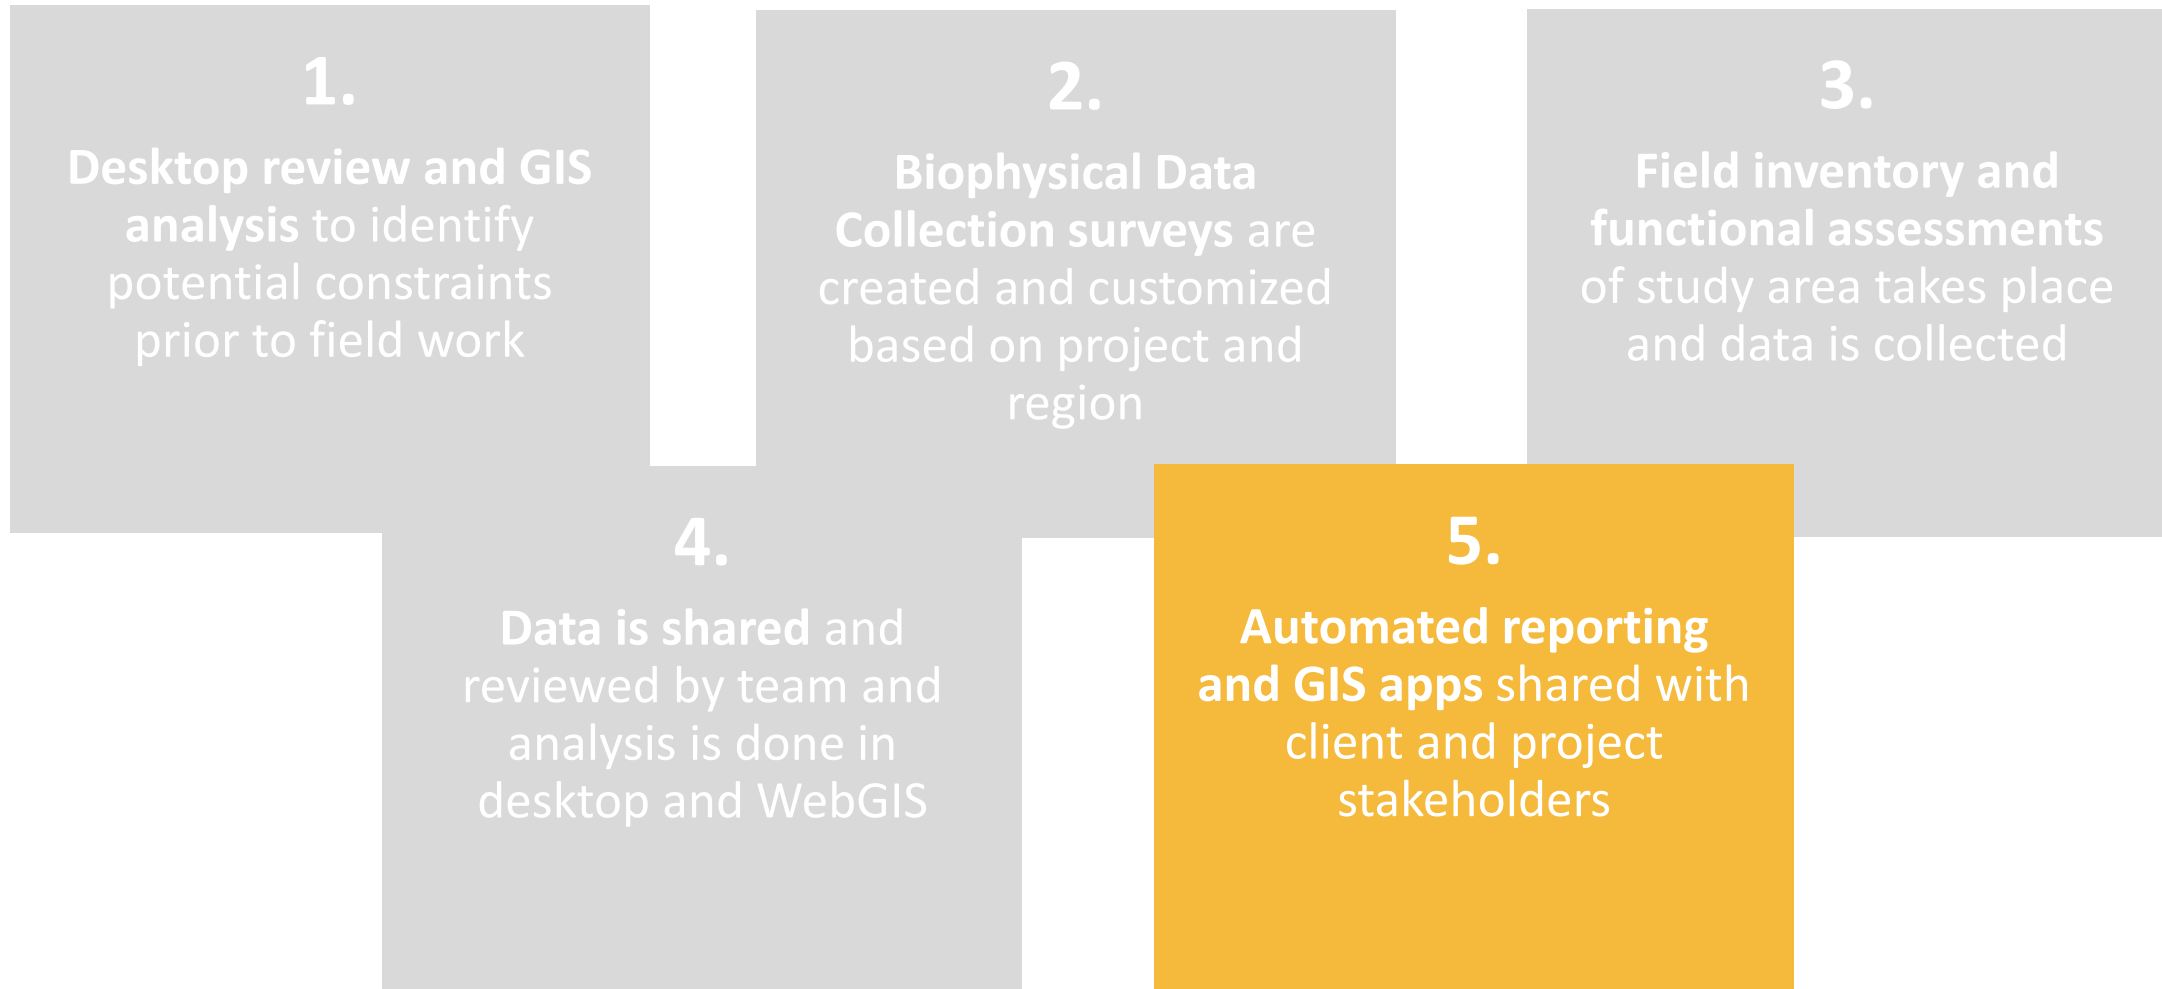 1.
Desktop review and GIS
analysis to identify
potential constraints
prior to field work
2.
Biophysical Data
Collection surveys are
created and customized
based on project and
region
3.
Field inventory and
functional assessments
of study area takes place
and data is collected
4.
Data is shared and
reviewed by team and
analysis is done in
desktop and WebGIS
5.
Automated reporting
and GIS apps shared with
client and project
stakeholders